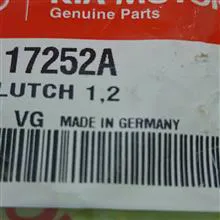 Genuine Parts
17252A
LUTCH 1,2
VG MADE IN GERMANY